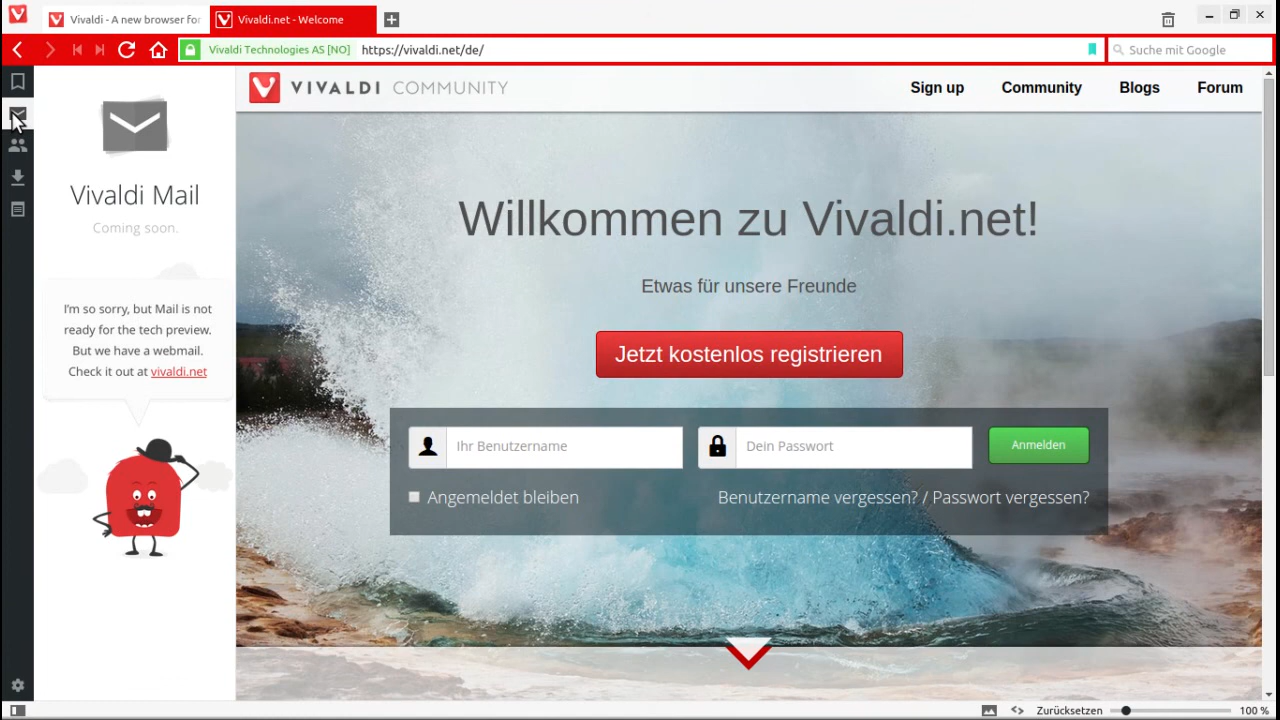 Vivaldi - A new browser for
Vivaldi.net - Welcome
Vivaldi Technologies AS [NO]
https://vivaldi.net/de/
Suche mit Google
VIVALDI COMMUNITY
Sign up
Community
Blogs
Forum
Vivaldi Mail
Coming soon.
I'm so sorry, but Mail is not
ready for the tech preview.
But we have a webmail.
Check it out at vivaldi.net
Willkommen zu Vivaldi.net!
Etwas für unsere Freunde
Jetzt kostenlos registrieren
Ihr Benutzername
Dein Passwort
Anmelden
Angemeldet bleiben
Benutzername vergessen? / Passwort vergessen?
Zurücksetzen
100 %